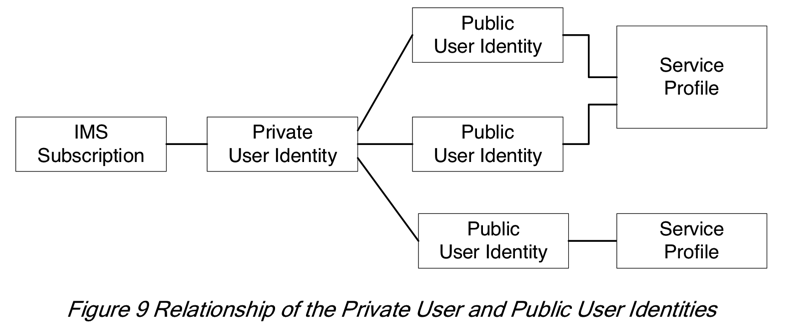 Public
User Identity
Service
Profile
IMS
Subscription
Private
User Identity
Public
User Identity
Public
User Identity
Service
Profile
Figure 9 Relationship of the Private User and Public User Identities